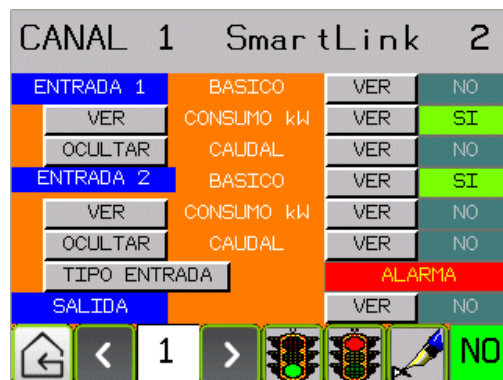 CANAL 1 SmartLink 2
ENTRADA 1 BASICO VER NO
VER CONSUMO kW VER SI
OCULTAR CAUDAL VER NO
ENTRADA 2 BASICO VER SI
VER CONSUMO kW VER NO
OCULTAR CAUDAL VER NO
TIPO ENTRADA ALARMA
SALIDA VER NO
< 1 > NO